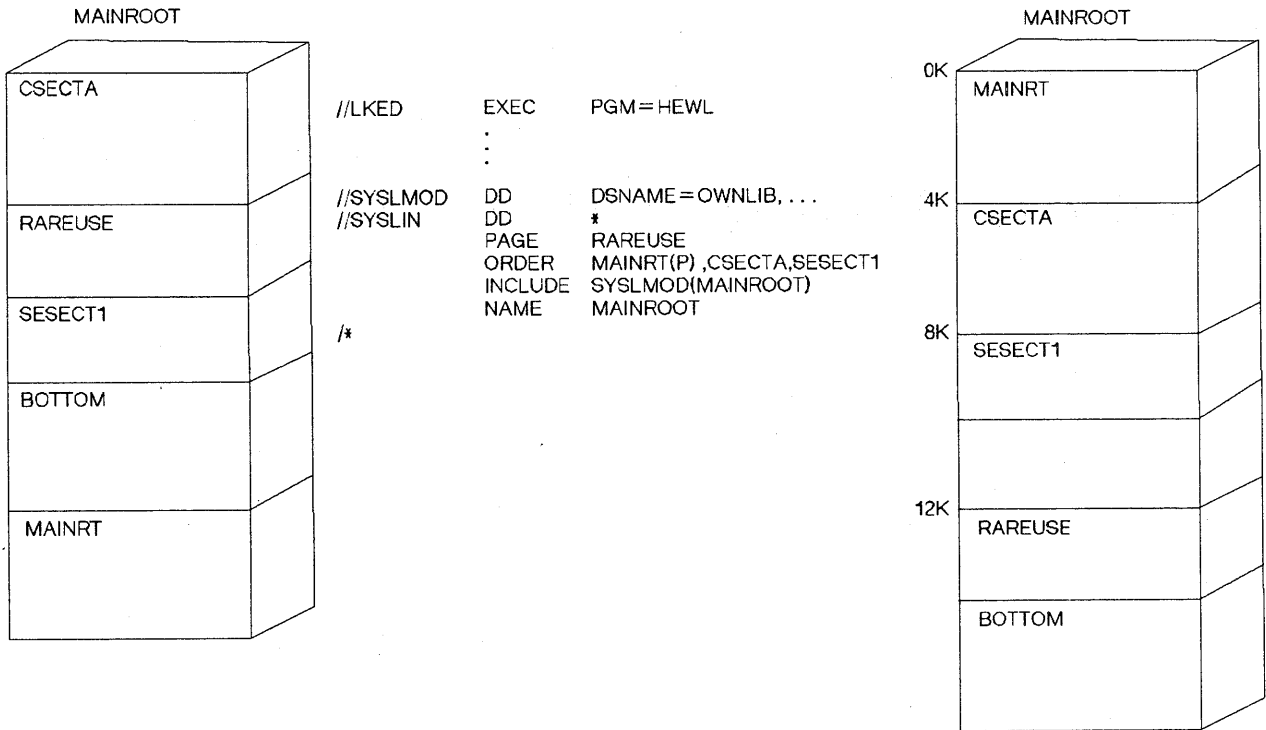 MAINROOT
CSECTA
RAREUSE
SESECT1
BOTTOM
MAINRT
//LKED EXEC PGM=HEWL
.
.
.
//SYSLMOD DD DSNAME=OWNLIB, ...
//SYSLIN DD *
PAGE RAREUSE
ORDER MAINRT(P) ,CSECTA,SESECT1
INCLUDE SYSLMOD(MAINROOT)
NAME MAINROOT
/*
MAINROOT
0K
MAINRT
4K
CSECTA
8K
SESECT1
12K
RAREUSE
BOTTOM